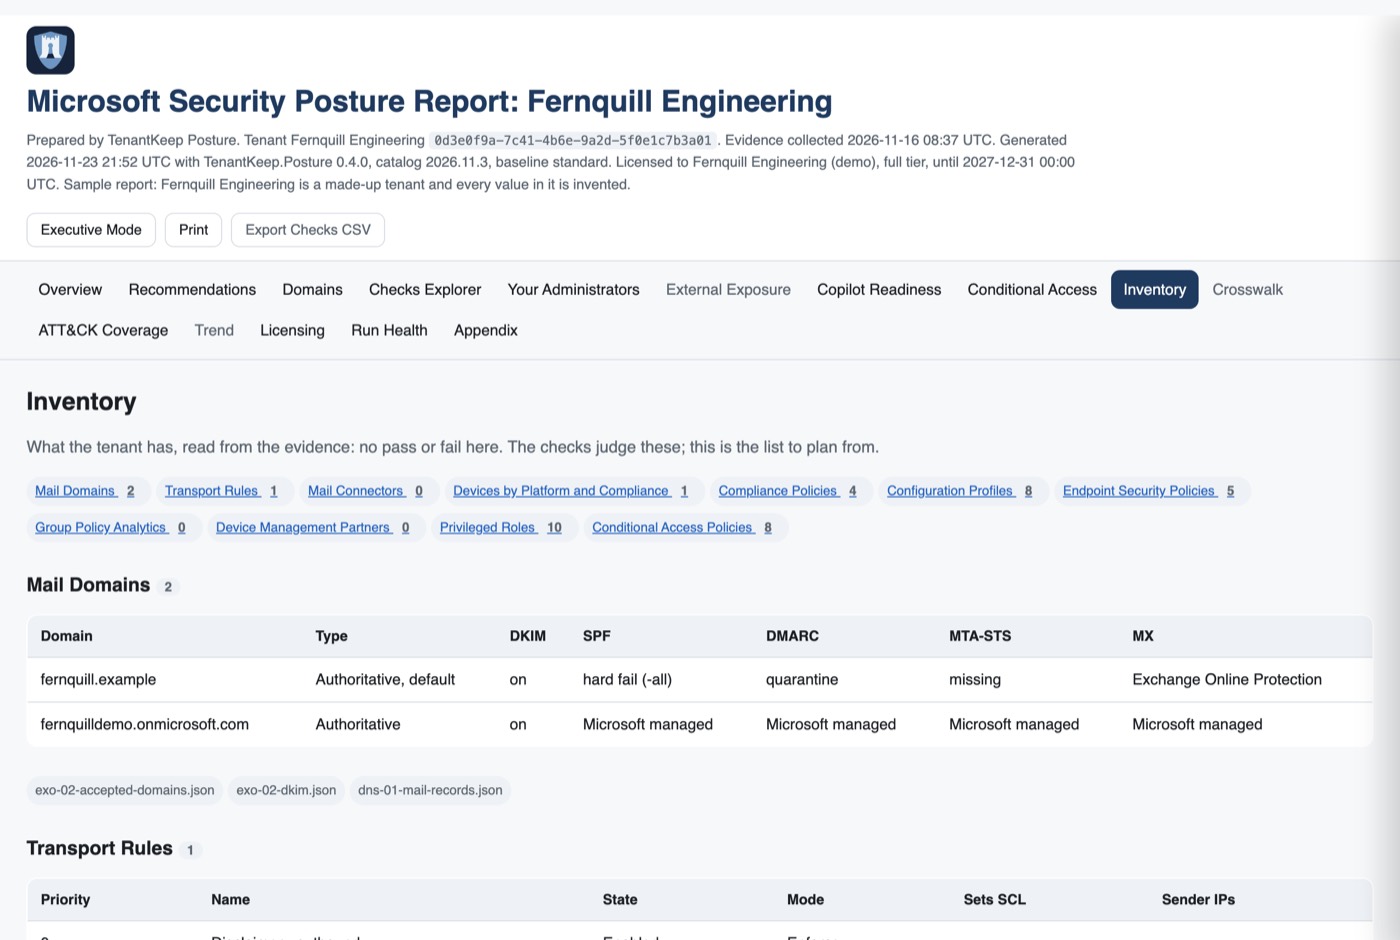 Microsoft Security Posture Report: Fernquill Engineering
Prepared by TenantKeep Posture. Tenant Fernquill Engineering 0d3e0f9a-7c41-4b6e-9a2d-5f0e1c7b3a01 . Evidence collected 2026-11-16 08:37 UTC. Generated
2026-11-23 21:52 UTC with TenantKeep.Posture 0.4.0, catalog 2026.11.3, baseline standard. Licensed to Fernquill Engineering (demo), full tier, until 2027-12-31 00:00
UTC. Sample report: Fernquill Engineering is a made-up tenant and every value in it is invented.
Executive Mode Print Export Checks CSV
Overview Recommendations Domains Checks Explorer Your Administrators External Exposure Copilot Readiness Conditional Access Inventory Crosswalk
ATT&CK Coverage Trend Licensing Run Health Appendix
Inventory
What the tenant has, read from the evidence: no pass or fail here. The checks judge these; this is the list to plan from.
Mail Domains 2 Transport Rules 1 Mail Connectors 0 Devices by Platform and Compliance 1 Compliance Policies 4 Configuration Profiles 8 Endpoint Security Policies 5
Group Policy Analytics 0 Device Management Partners 0 Privileged Roles 10 Conditional Access Policies 8
Mail Domains 2
Domain Type DKIM SPF DMARC MTA-STS MX
fernquill.example Authoritative, default on hard fail (-all) quarantine missing Exchange Online Protection
fernquilldemo.onmicrosoft.com Authoritative on Microsoft managed Microsoft managed Microsoft managed Microsoft managed
exo-02-accepted-domains.json exo-02-dkim.json dns-01-mail-records.json
Transport Rules 1
Priority Name State Mode Sets SCL Sender IPs